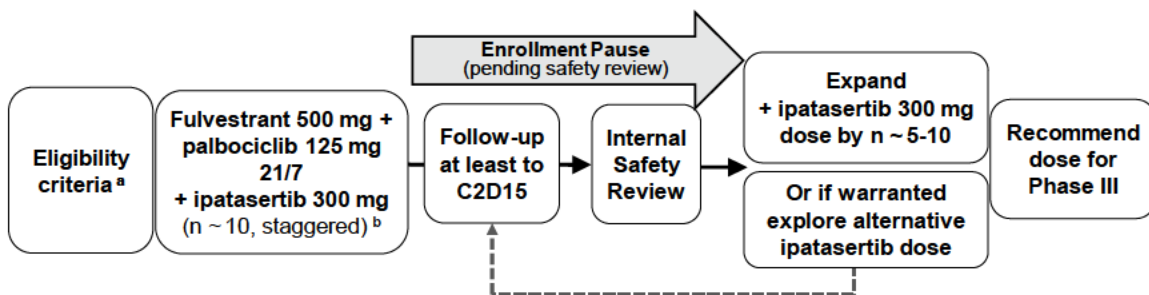 Enrollment Pause
(pending safety review)
Eligibility
criteria a
Fulvestrant 500 mg +
palbociclib 125 mg
21/7
+ ipatasertib 300 mg
(n ~ 10, staggered) b
Follow-up
at least to
C2D15
Internal
Safety
Review
Expand
+ ipatasertib 300 mg
dose by n ~ 5-10
Or if warranted
explore alternative
ipatasertib dose
Recommend
dose for
Phase III